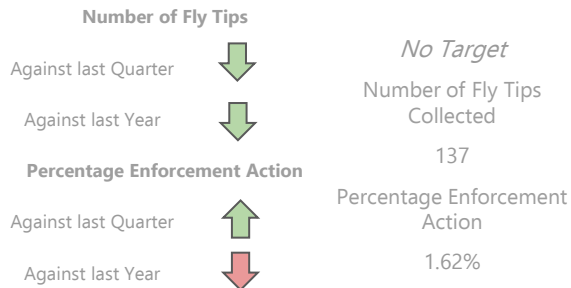 Number of Fly Tips
Against last Quarter
Against last Year
Percentage Enforcement Action
Against last Quarter
Against last Year
No Target
Number of Fly Tips
Collected
137
Percentage Enforcement
Action
1.62%